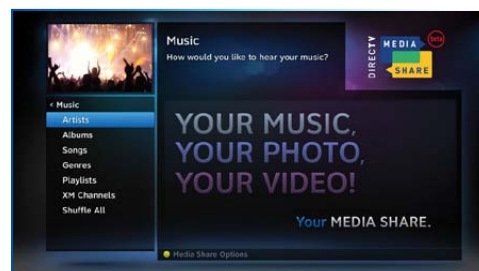 Music
How would you like to hear your music?
DIRECTV
MEDIA
beta
SHARE
< Music
Artists
Albums
Songs
Genres
Playlists
XM Channels
Shuffle All
YOUR MUSIC,
YOUR PHOTO,
YOUR VIDEO!
Your MEDIA SHARE.
Media Share Options